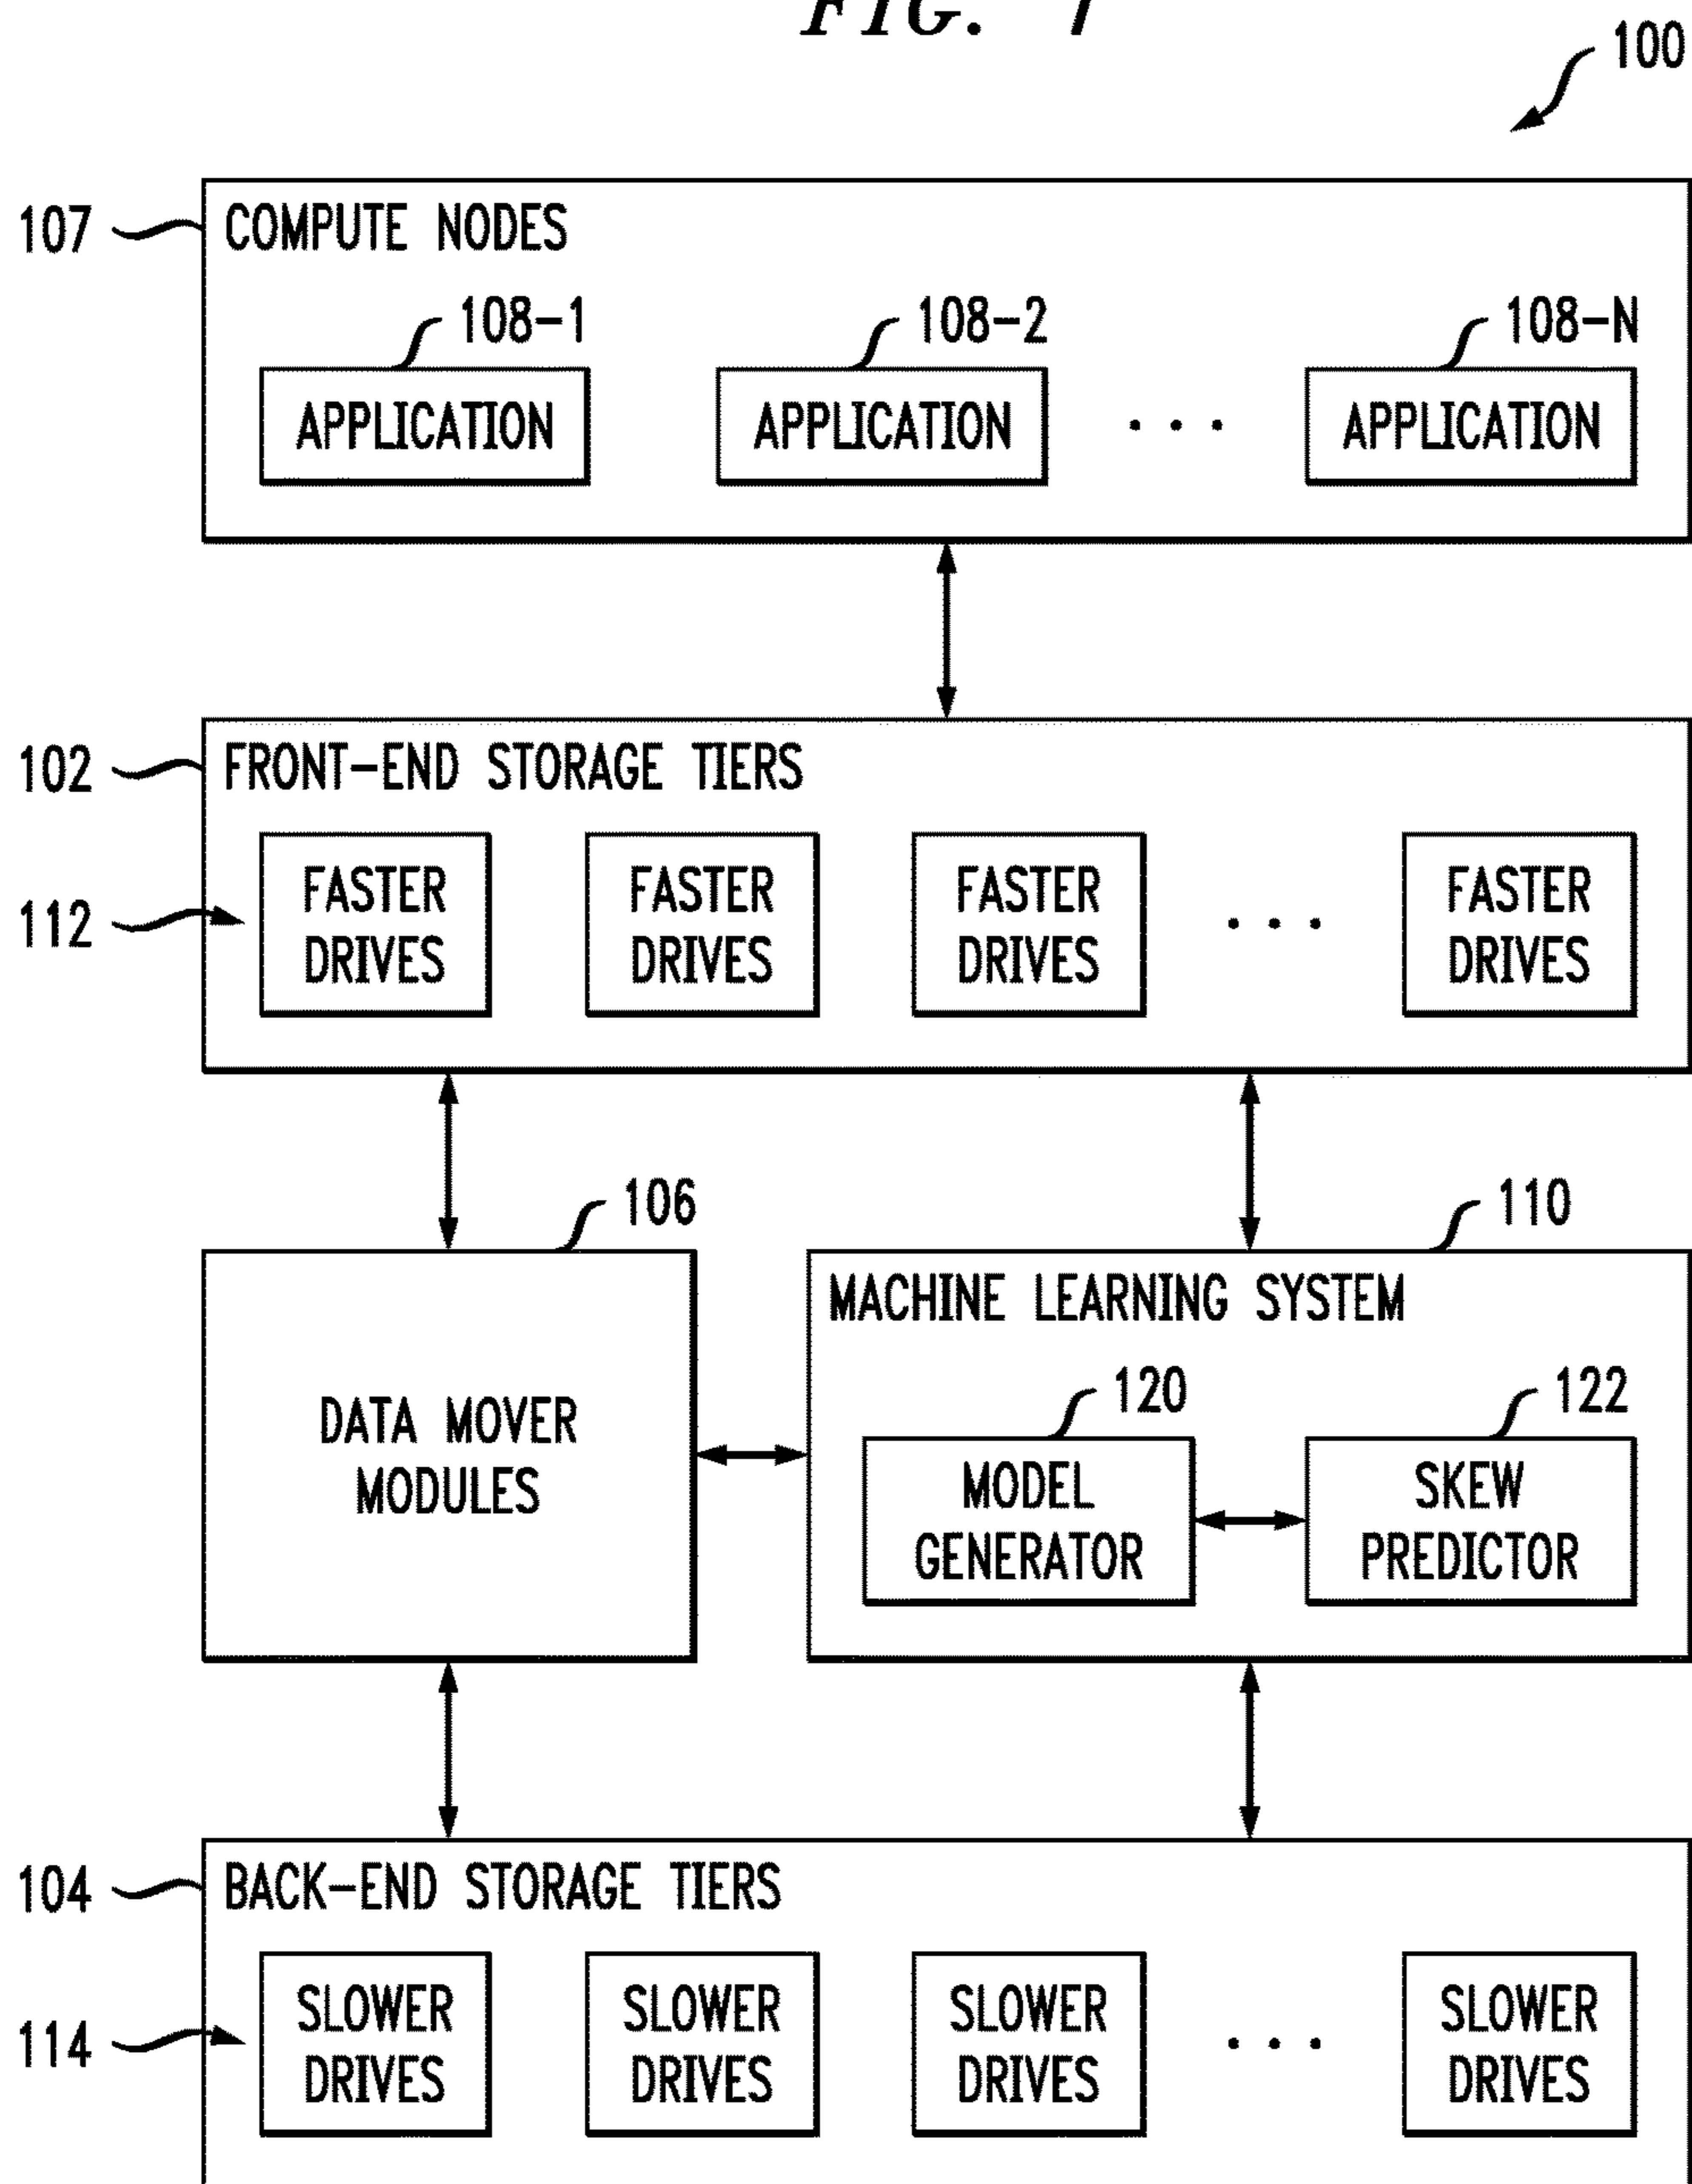 FIG. 1
100
107
COMPUTE NODES
108-1
108-2
108-N
APPLICATION
APPLICATION
. . .
APPLICATION
102
FRONT-END STORAGE TIERS
112
FASTER
DRIVES
FASTER
DRIVES
FASTER
DRIVES
. . .
FASTER
DRIVES
106
110
DATA MOVER
MODULES
MACHINE LEARNING SYSTEM
120
122
MODEL
GENERATOR
SKEW
PREDICTOR
104
BACK-END STORAGE TIERS
114
SLOWER
DRIVES
SLOWER
DRIVES
SLOWER
DRIVES
. . .
SLOWER
DRIVES